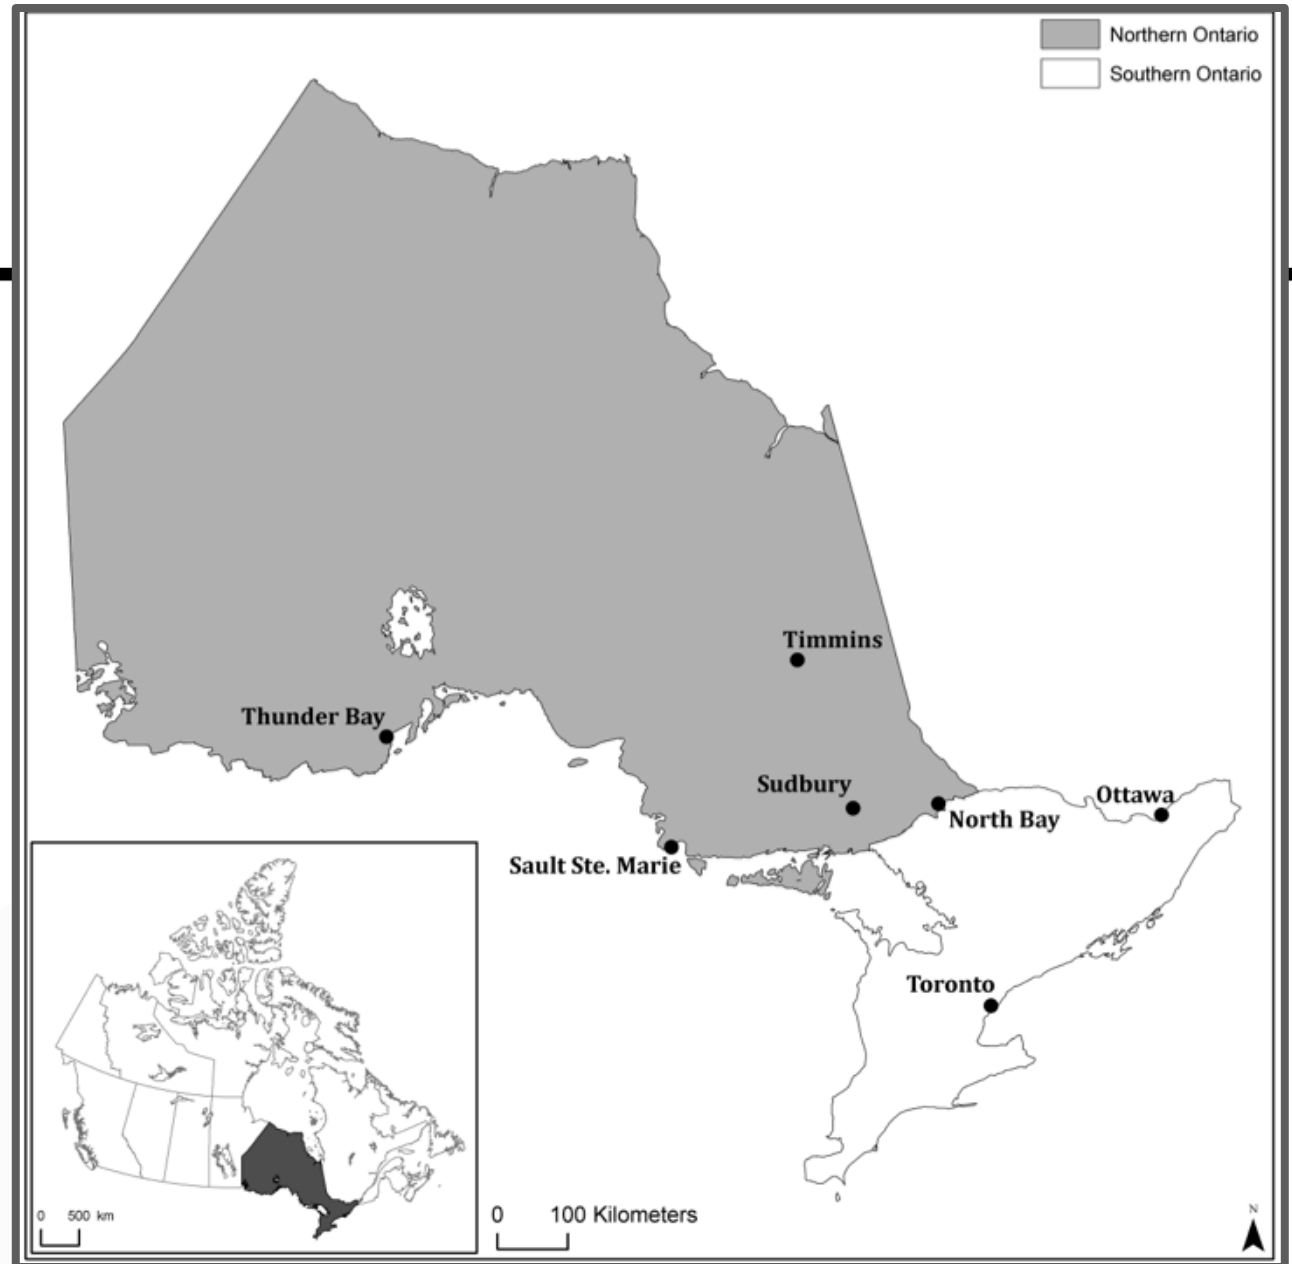 Northern Ontario
Southern Ontario
Timmins
Thunder Bay
Sudbury
Ottawa
North Bay
Sault Ste. Marie
Toronto
0 500 km
0 100 Kilometers
N